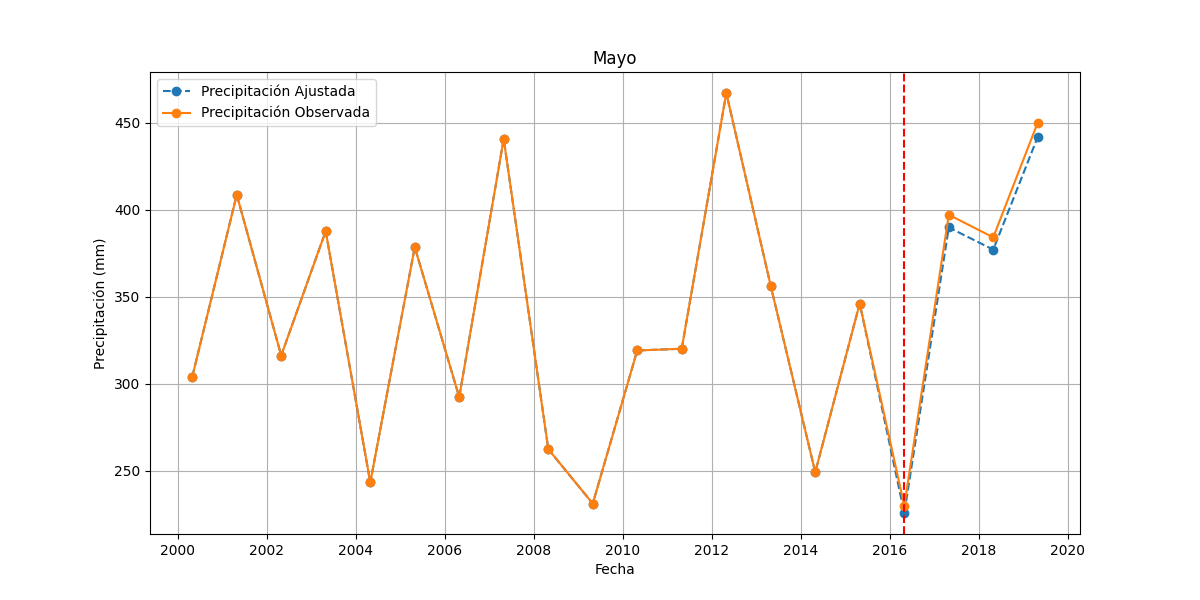 Mayo
Precipitación Ajustada
Precipitación Observada
Precipitación (mm)
450
400
350
300
250
2000 2002 2004 2006 2008 2010 2012 2014 2016 2018 2020
Fecha